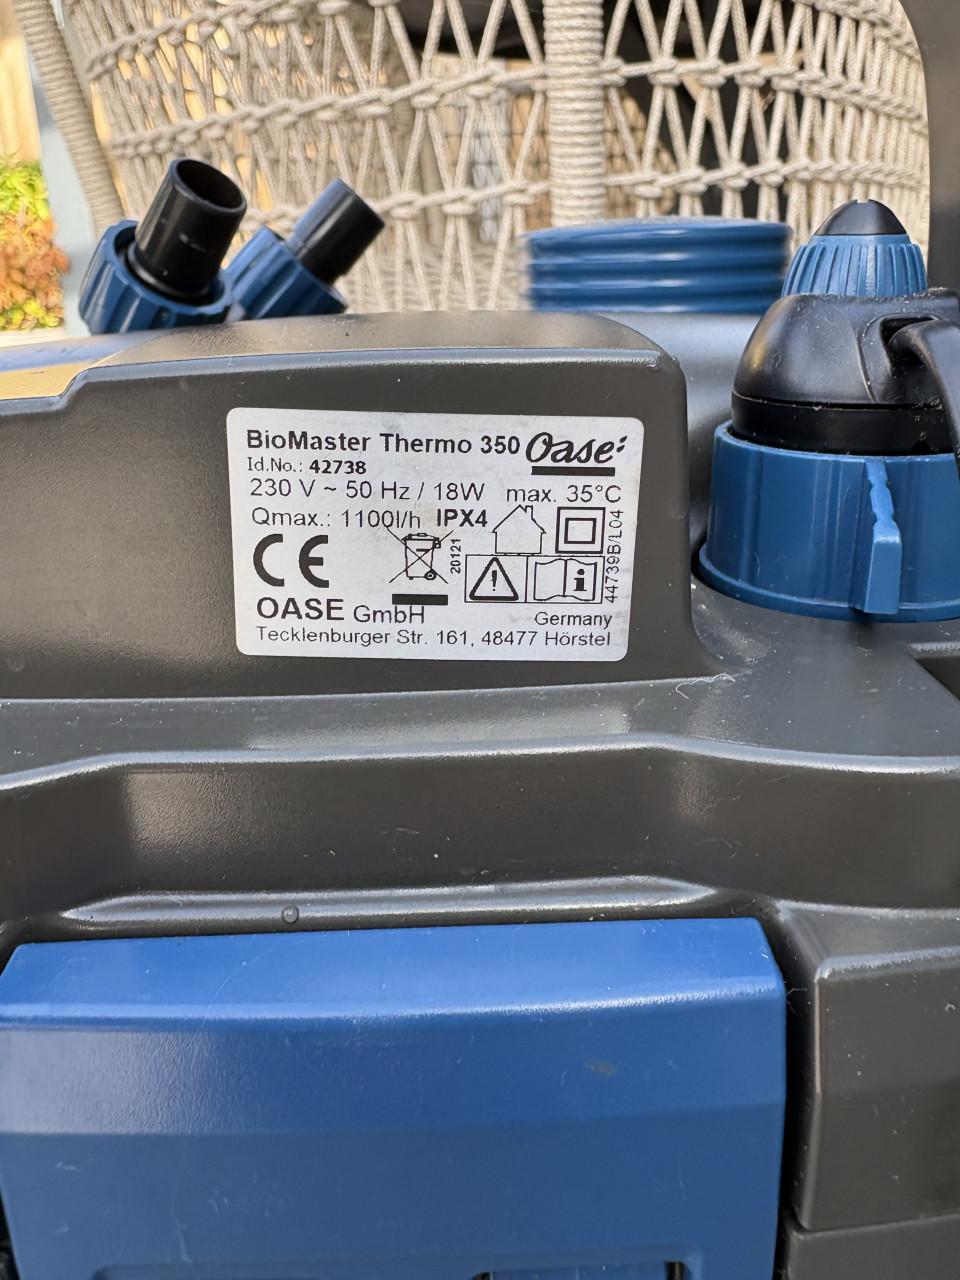 BioMaster Thermo 350 Oase
Id.No.: 42738
230 V ~ 50 Hz / 18W max. 35°C
Qmax.: 1100l/h IPX4
CE
20121
44739B/L04
OASE GmbH Germany
Tecklenburger Str. 161, 48477 Hörstel